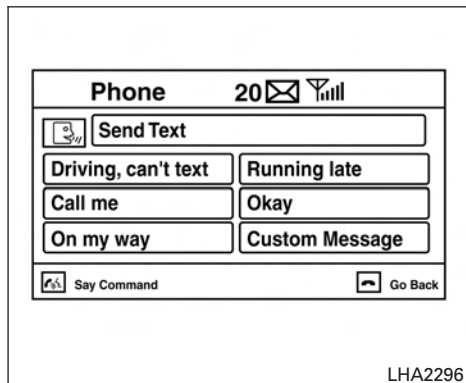 Phone 20
Send Text
Driving, can't text Running late
Call me Okay
On my way Custom Message
Say Command Go Back
LHA2296